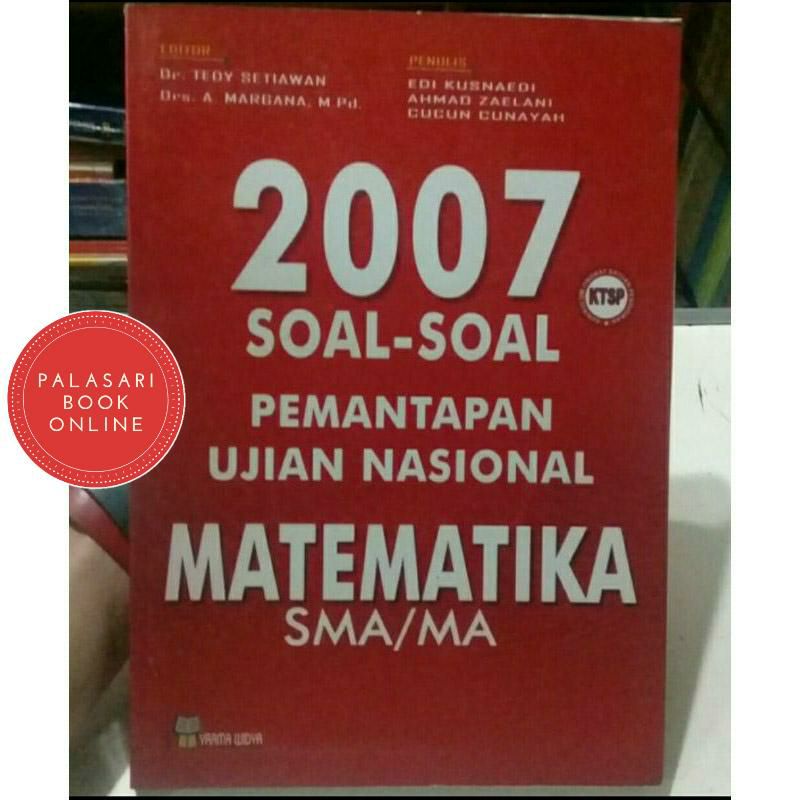 EDITOR
Dr. TEDY SETIAWAN
Drs. A. MARGANA, M.Pd.
PENULIS
EDI KUSNAEDI
AHMAD ZAELANI
CUCUN CUNAYAH
2007
SOAL-SOAL
KTSP
PEMANTAPAN
UJIAN NASIONAL
MATEMATIKA
SMA/MA
YRAMA WIDYA
PALASARI
BOOK
ONLINE